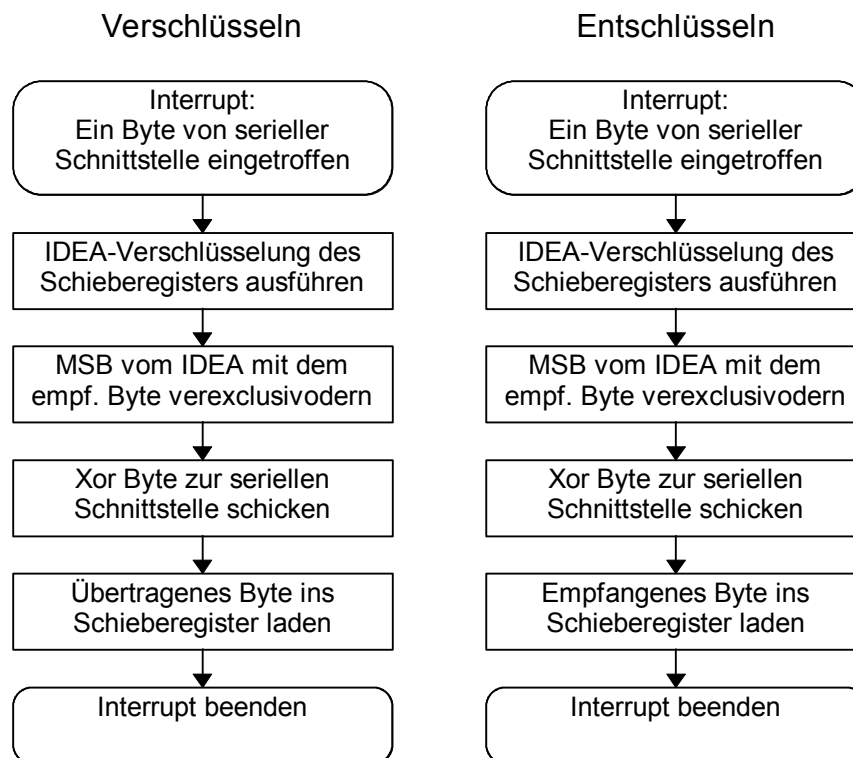 Verschlüsseln
Interrupt:
Ein Byte von serieller
Schnittstelle eingetroffen
IDEA-Verschlüsselung des
Schieberegisters ausführen
MSB vom IDEA mit dem
empf. Byte verexclusivodern
Xor Byte zur seriellen
Schnittstelle schicken
Übertragenes Byte ins
Schieberegister laden
Interrupt beenden
Entschlüsseln
Interrupt:
Ein Byte von serieller
Schnittstelle eingetroffen
IDEA-Verschlüsselung des
Schieberegisters ausführen
MSB vom IDEA mit dem
empf. Byte verexclusivodern
Xor Byte zur seriellen
Schnittstelle schicken
Empfangenes Byte ins
Schieberegister laden
Interrupt beenden